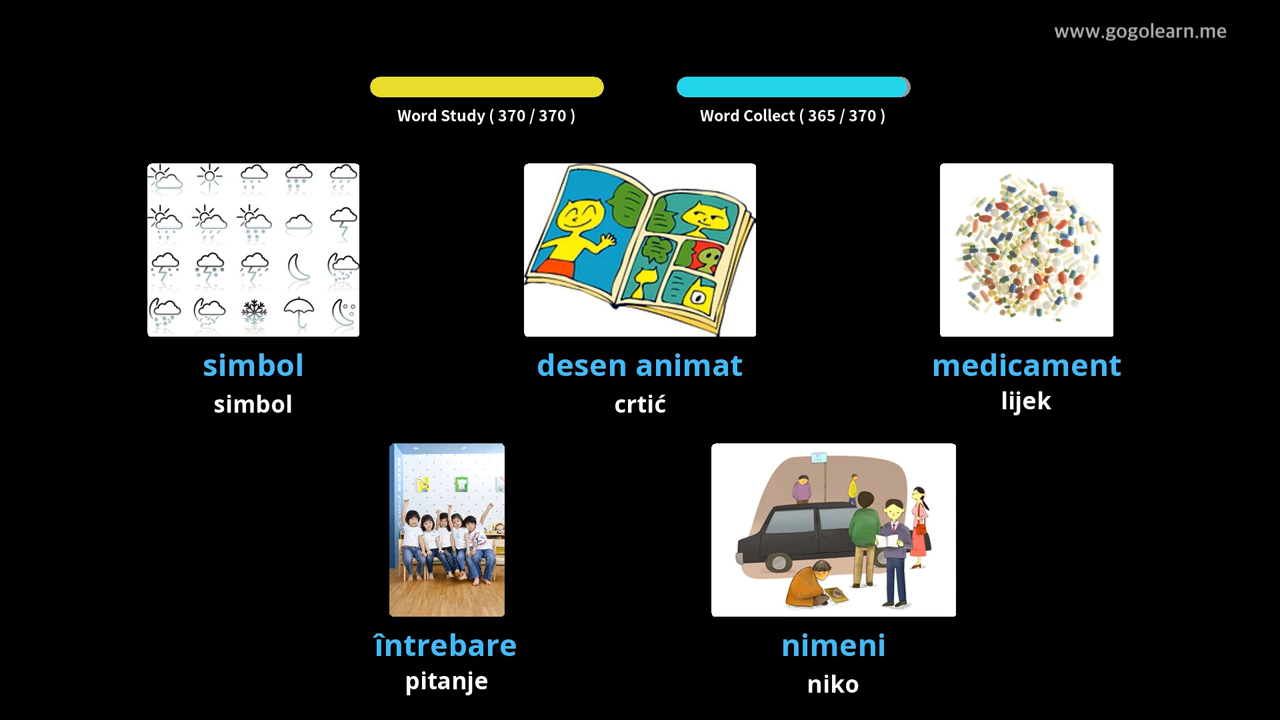 www.gogolearn.me
Word Study ( 370 / 370 )
Word Collect ( 365 / 370 )
simbol
simbol
desen animat
crtić
medicament
lijek
întrebare
pitanje
nimeni
niko